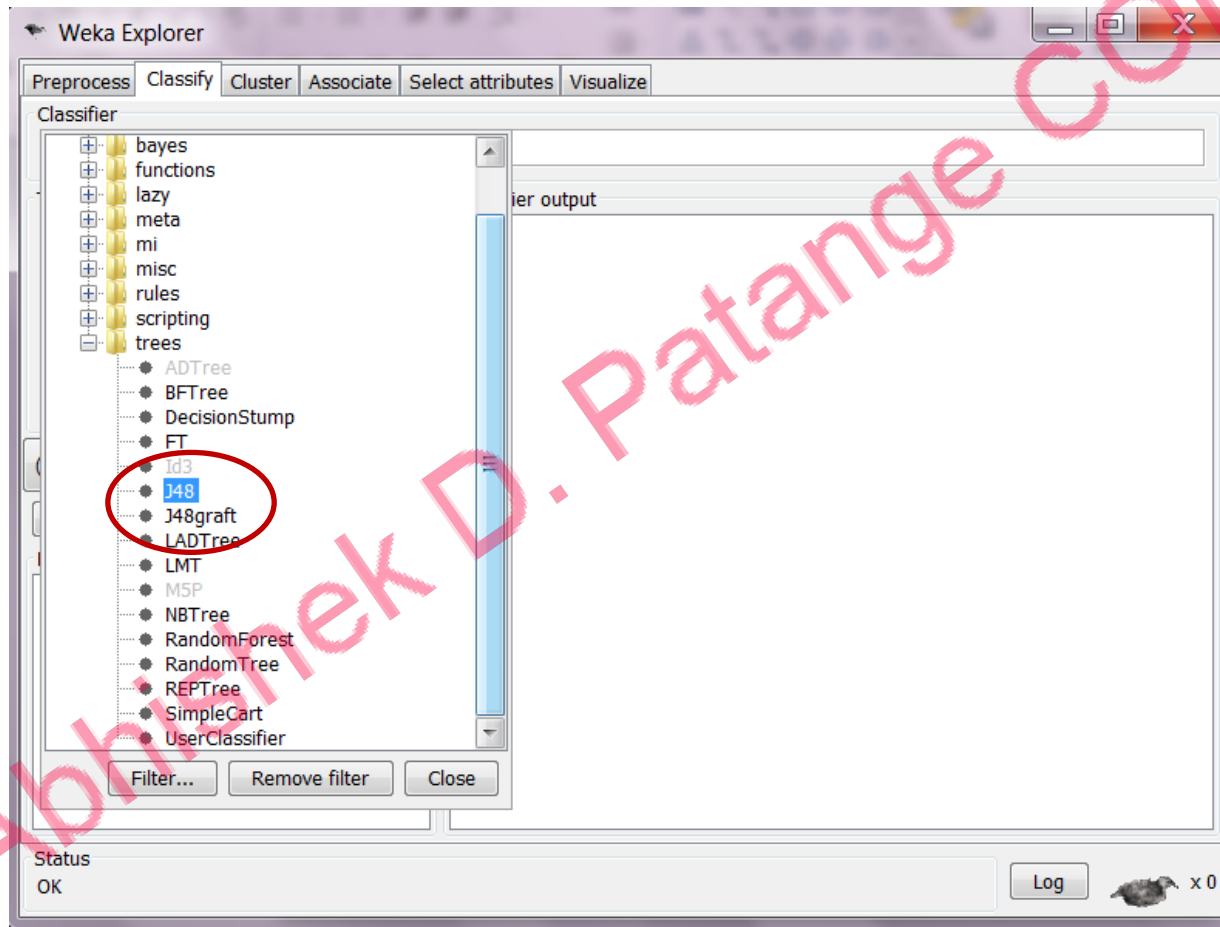 Weka Explorer
Preprocess Classify Cluster Associate Select attributes Visualize
Classifier
bayes
functions
lazy
meta
mi
misc
rules
scripting
trees
ADTree
BFTree
DecisionStump
FT
Id3
J48
J48graft
LADTree
LMT
M5P
NBTree
RandomForest
RandomTree
REPTree
SimpleCart
UserClassifier
Filter... Remove filter Close
ier output
Status
OK
Log x 0
Abhishek D. Patange